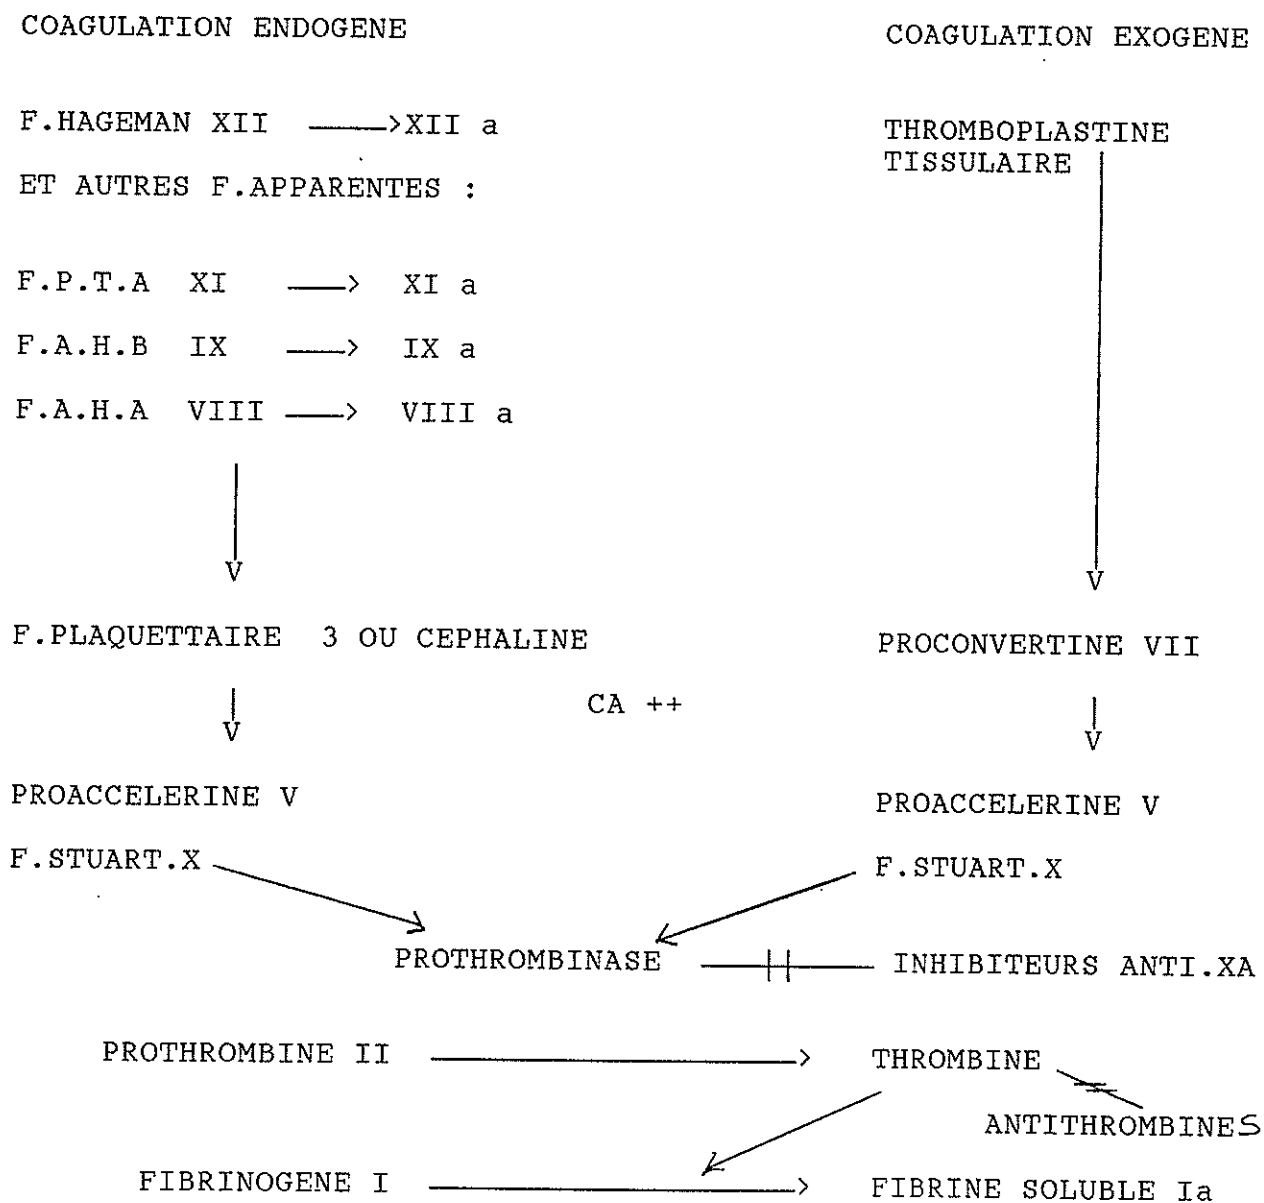 COAGULATION ENDOGENE
COAGULATION EXOGENE
F.HAGEMAN XII ——>XII a
THROMBOPLASTINE
TISSULAIRE
ET AUTRES F.APPARENTES :
F.P.T.A XI ——> XI a
F.A.H.B IX ——> IX a
F.A.H.A VIII ——> VIII a
F.PLAQUETTAIRE 3 OU CEPHALINE
PROCONVERTINE VII
CA ++
PROACCELERINE V
PROACCELERINE V
F.STUART.X
F.STUART.X
PROTHROMBINASE
INHIBITEURS ANTI.XA
PROTHROMBINE II ——> THROMBINE
ANTITHROMBINES
FIBRINOGENE I ——> FIBRINE SOLUBLE Ia